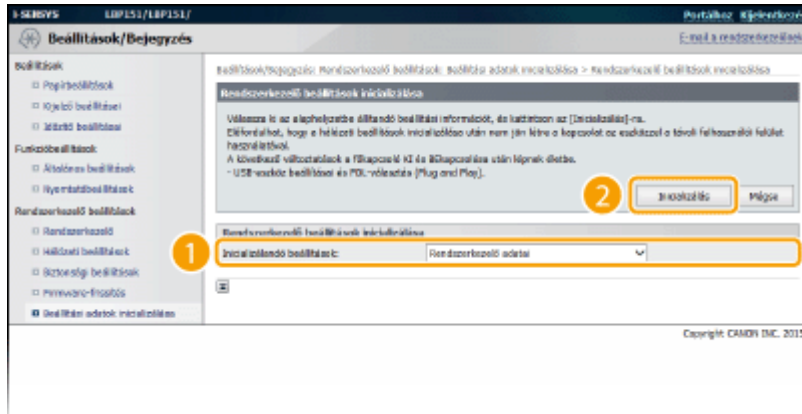 i-SENSYS LBP151/LBP151/ Portálhoz Kijelentkezés
Beállítások/Bejegyzés E-mail a rendszerkezelőnek
Beállítások
Papírbeállítások
Kijelző beállításai
Időzítő beállításai
Funkcióbeállítások
Általános beállítások
Nyomtatóbeállítások
Rendszerkezelő beállítások
Rendszerkezelő
Hálózati beállítások
Biztonsági beállítások
Firmware-frissítés
Beállítási adatok inicializálása
Beállítások/Bejegyzés: Rendszerkezelő beállítások: Beállítási adatok inicializálása > Rendszerkezelő beállítások inicializálása
Rendszerkezelő beállítások inicializálása
Válassza ki az alaphelyzetbe állítandó beállítási információt, és kattintson az [Inicializálás]-ra.
Előfordulhat, hogy a hálózati beállítások inicializálása után nem jön létre a kapcsolat az eszközzel a távoli felhasználói felület
használatával.
A következő változtatások a főkapcsoló KI és BEkapcsolása után lépnek életbe.
- USB-eszköz beállításai és PDL-választás (Plug and Play).
2
Inicializálás Mégse
Rendszerkezelő beállítások inicializálása
1
Inicializálandó beállítások: Rendszerkezelő adatai
Copyright CANON INC. 2015